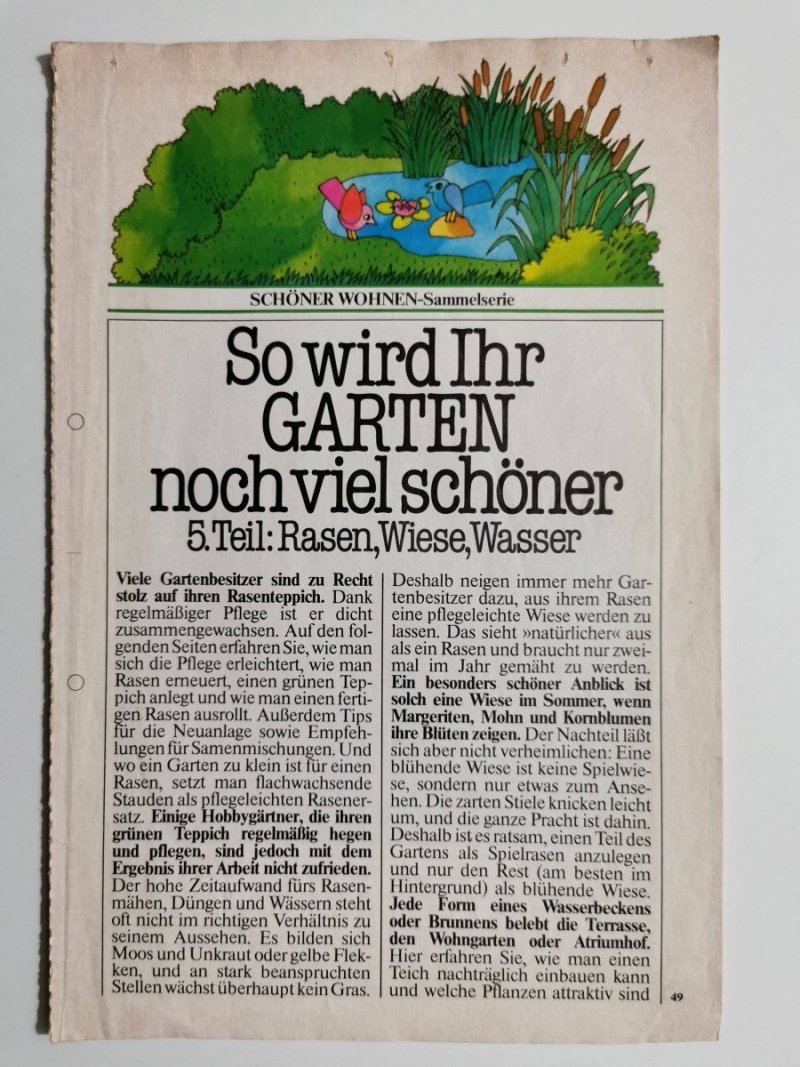 SCHÖNER WOHNEN-Sammelserie
So wird Ihr
GARTEN
noch viel schöner
5. Teil: Rasen, Wiese, Wasser
Viele Gartenbesitzer sind zu Recht
stolz auf ihren Rasenteppich. Dank
regelmäßiger Pflege ist er dicht
zusammengewachsen. Auf den fol-
genden Seiten erfahren Sie, wie man
sich die Pflege erleichtert, wie man
Rasen erneuert, einen grünen Tep-
pich anlegt und wie man einen ferti-
gen Rasen ausrollt. Außerdem Tips
für die Neuanlage sowie Empfeh-
lungen für Samenmischungen. Und
wo ein Garten zu klein ist für einen
Rasen, setzt man flachwachsende
Stauden als pflegeleichten Rasener-
satz. Einige Hobbygärtner, die ihren
grünen Teppich regelmäßig hegen
und pflegen, sind jedoch mit dem
Ergebnis ihrer Arbeit nicht zufrieden.
Der hohe Zeitaufwand fürs Rasen-
mähen, Düngen und Wässern steht
oft nicht im richtigen Verhältnis zu
seinem Aussehen. Es bilden sich
Moos und Unkraut oder gelbe Flek-
ken, und an stark beanspruchten
Stellen wächst überhaupt kein Gras.
Deshalb neigen immer mehr Gar-
tenbesitzer dazu, aus ihrem Rasen
eine pflegeleichte Wiese werden zu
lassen. Das sieht »natürlicher« aus
als ein Rasen und braucht nur zwei-
mal im Jahr gemäht zu werden.
Ein besonders schöner Anblick ist
solch eine Wiese im Sommer, wenn
Margeriten, Mohn und Kornblumen
ihre Blüten zeigen. Der Nachteil läßt
sich aber nicht verheimlichen: Eine
blühende Wiese ist keine Spielwie-
se, sondern nur etwas zum Anse-
hen. Die zarten Stiele knicken leicht
um, und die ganze Pracht ist dahin.
Deshalb ist es ratsam, einen Teil des
Gartens als Spielrasen anzulegen
und nur den Rest (am besten im
Hintergrund) als blühende Wiese.
Jede Form eines Wasserbeckens
oder Brunnens belebt die Terrasse,
den Wohngarten oder Atriumhof.
Hier erfahren Sie, wie man einen
Teich nachträglich einbauen kann
und welche Pflanzen attraktiv sind
49